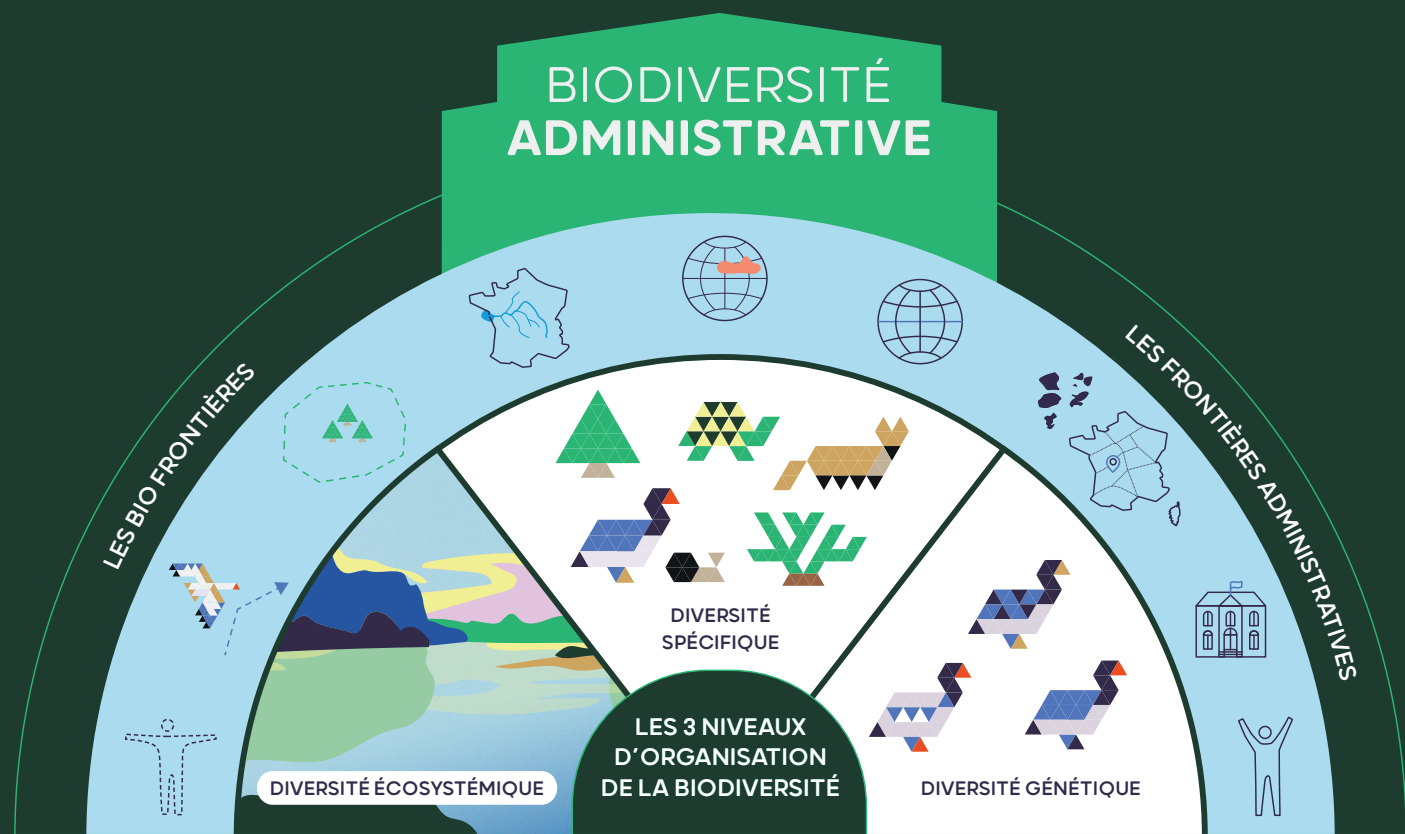 BIODIVERSITÉ
ADMINISTRATIVE
LES BIO FRONTIÈRES
LES FRONTIÈRES ADMINISTRATIVES
DIVERSITÉ
SPÉCIFIQUE
LES 3 NIVEAUX
D'ORGANISATION
DE LA BIODIVERSITÉ
DIVERSITÉ ÉCOSYSTÉMIQUE
DIVERSITÉ GÉNÉTIQUE